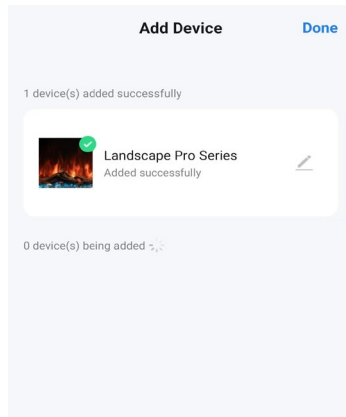 Add Device
Done
1 device(s) added successfully
Landscape Pro Series
Added successfully
0 device(s) being added